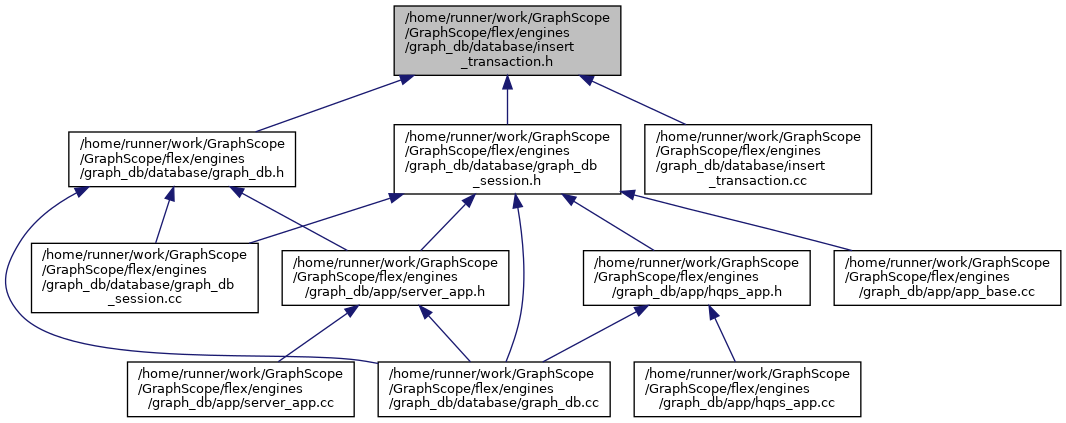 /home/runner/work/GraphScope
/GraphScope/flex/engines
/graph_db/database/insert
_transaction.h
/home/runner/work/GraphScope
/GraphScope/flex/engines
/graph_db/database/graph_db.h
/home/runner/work/GraphScope
/GraphScope/flex/engines
/graph_db/database/graph_db
_session.h
/home/runner/work/GraphScope
/GraphScope/flex/engines
/graph_db/database/insert
_transaction.cc
/home/runner/work/GraphScope
/GraphScope/flex/engines
/graph_db/database/graph_db
_session.cc
/home/runner/work/GraphScope
/GraphScope/flex/engines
/graph_db/app/server_app.h
/home/runner/work/GraphScope
/GraphScope/flex/engines
/graph_db/app/hqps_app.h
/home/runner/work/GraphScope
/GraphScope/flex/engines
/graph_db/app/app_base.cc
/home/runner/work/GraphScope
/GraphScope/flex/engines
/graph_db/app/server_app.cc
/home/runner/work/GraphScope
/GraphScope/flex/engines
/graph_db/database/graph_db.cc
/home/runner/work/GraphScope
/GraphScope/flex/engines
/graph_db/app/hqps_app.cc